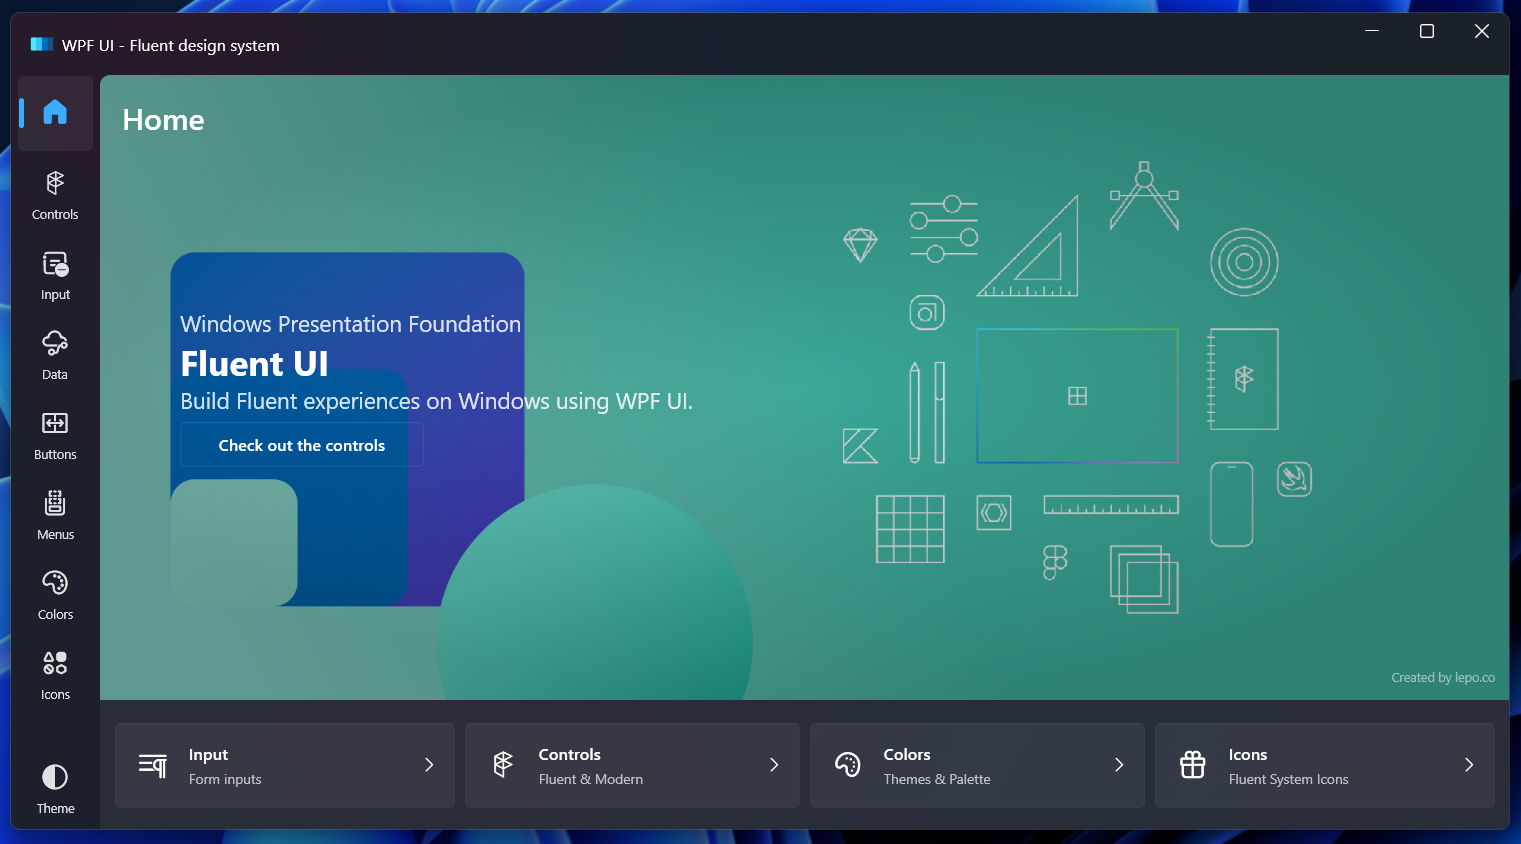 WPF UI - Fluent design system
Home
Controls
Input
Data
Buttons
Menus
Colors
Icons
Theme
Windows Presentation Foundation
Fluent UI
Build Fluent experiences on Windows using WPF UI.
Check out the controls
Created by lepo.co
Input
Form inputs
Controls
Fluent & Modern
Colors
Themes & Palette
Icons
Fluent System Icons